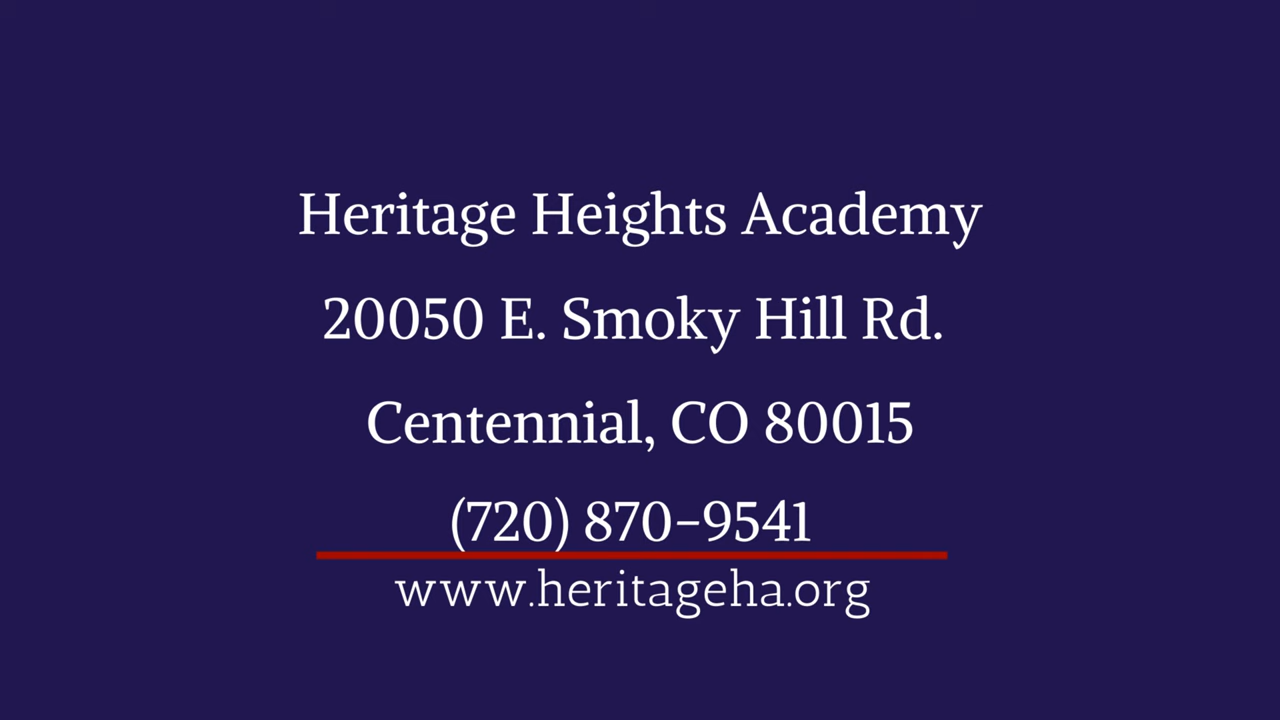 Heritage Heights Academy
20050 E. Smoky Hill Rd.
Centennial, CO 80015
(720) 870-9541
www.heritageha.org